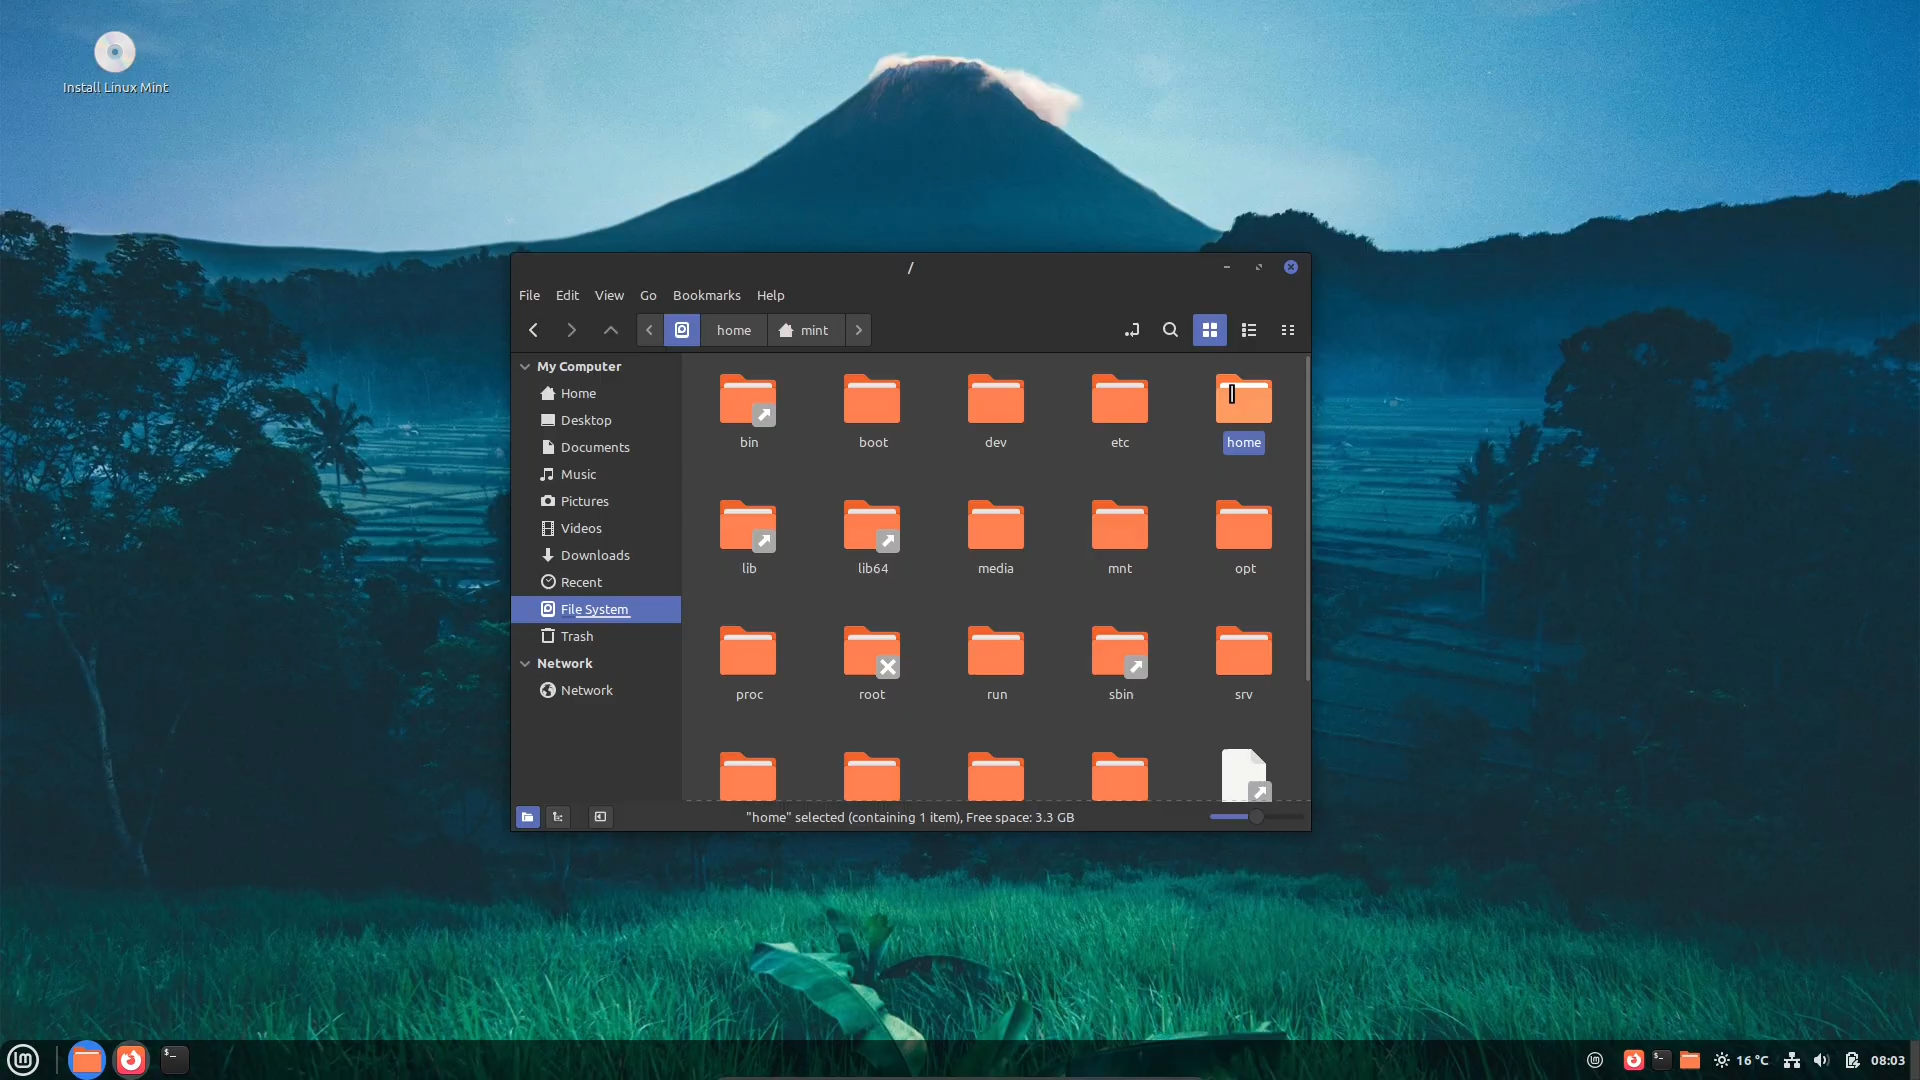 Install Linux Mint
/
File Edit View Go Bookmarks Help
home mint
My Computer
Home
Desktop
Documents
Music
Pictures
Videos
Downloads
Recent
File System
Trash
Network
Network
bin boot dev etc home
lib lib64 media mnt opt
proc root run sbin srv
"home" selected (containing 1 item), Free space: 3.3 GB
16 °C 08:03